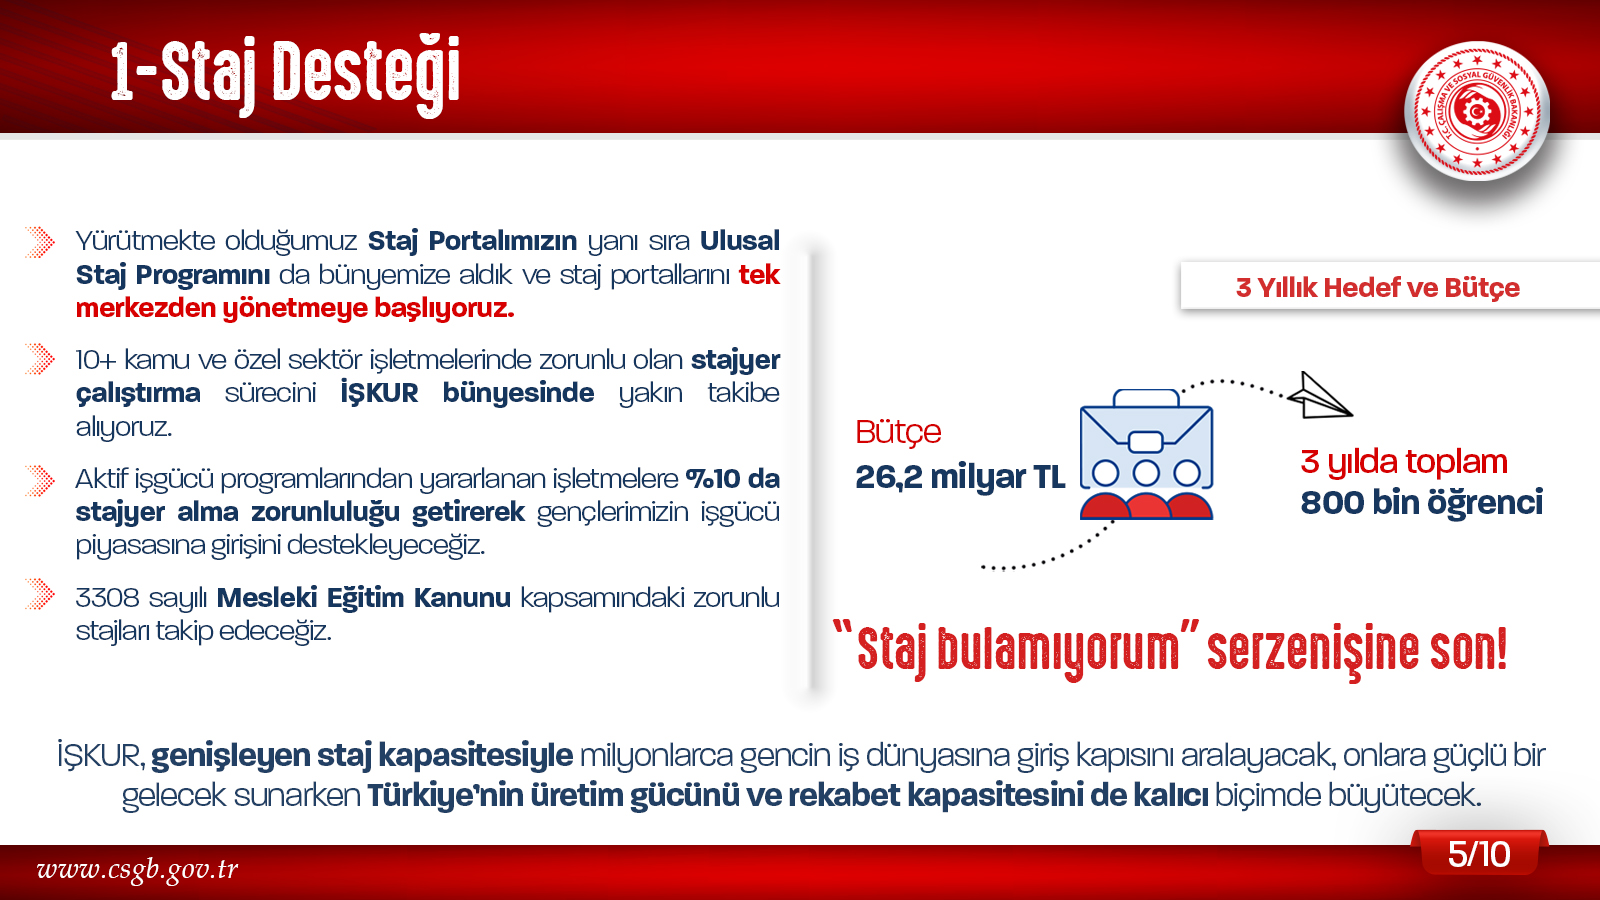 1-Staj Desteği
T.C. ÇALIŞMA VE SOSYAL GÜVENLİK BAKANLIĞI
Yürütmekte olduğumuz Staj Portalımızın yanı sıra Ulusal
Staj Programını da bünyemize aldık ve staj portallarını tek
merkezden yönetmeye başlıyoruz.
10+ kamu ve özel sektör işletmelerinde zorunlu olan stajyer
çalıştırma sürecini İŞKUR bünyesinde yakın takibe
alıyoruz.
Aktif işgücü programlarından yararlanan işletmelere %10 da
stajyer alma zorunluluğu getirerek gençlerimizin işgücü
piyasasına girişini destekleyeceğiz.
3308 sayılı Mesleki Eğitim Kanunu kapsamındaki zorunlu
stajları takip edeceğiz.
3 Yıllık Hedef ve Bütçe
Bütçe
26,2 milyar TL
3 yılda toplam
800 bin öğrenci
“Staj bulamıyorum” serzenişine son!
İŞKUR, genişleyen staj kapasitesiyle milyonlarca gencin iş dünyasına giriş kapısını aralayacak, onlara güçlü bir
gelecek sunarken Türkiye’nin üretim gücünü ve rekabet kapasitesini de kalıcı biçimde büyütecek.
www.csgb.gov.tr
5/10